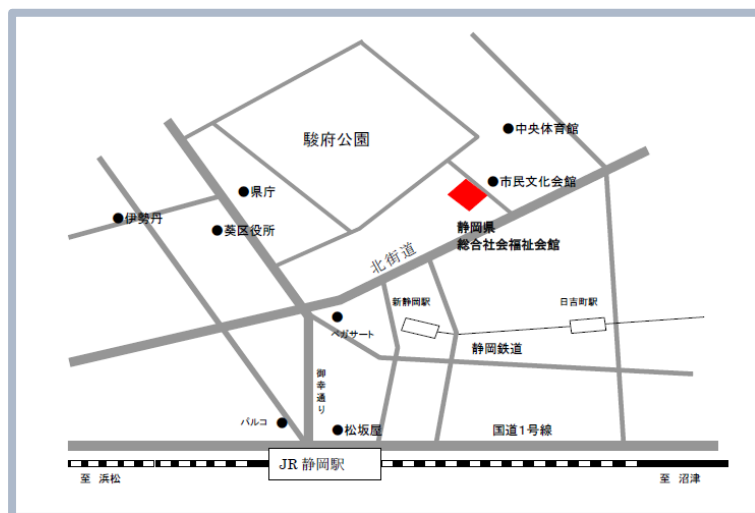 ●中央体育館
駿府公園
●市民文化会館
●県庁
●伊勢丹
●葵区役所
静岡県
総合社会福祉会館
北街道
新静岡駅
日吉町駅
ペガサート
静岡鉄道
御幸通り
パルコ
●松坂屋
国道1号線
JR 静岡駅
至 浜松
至 沼津